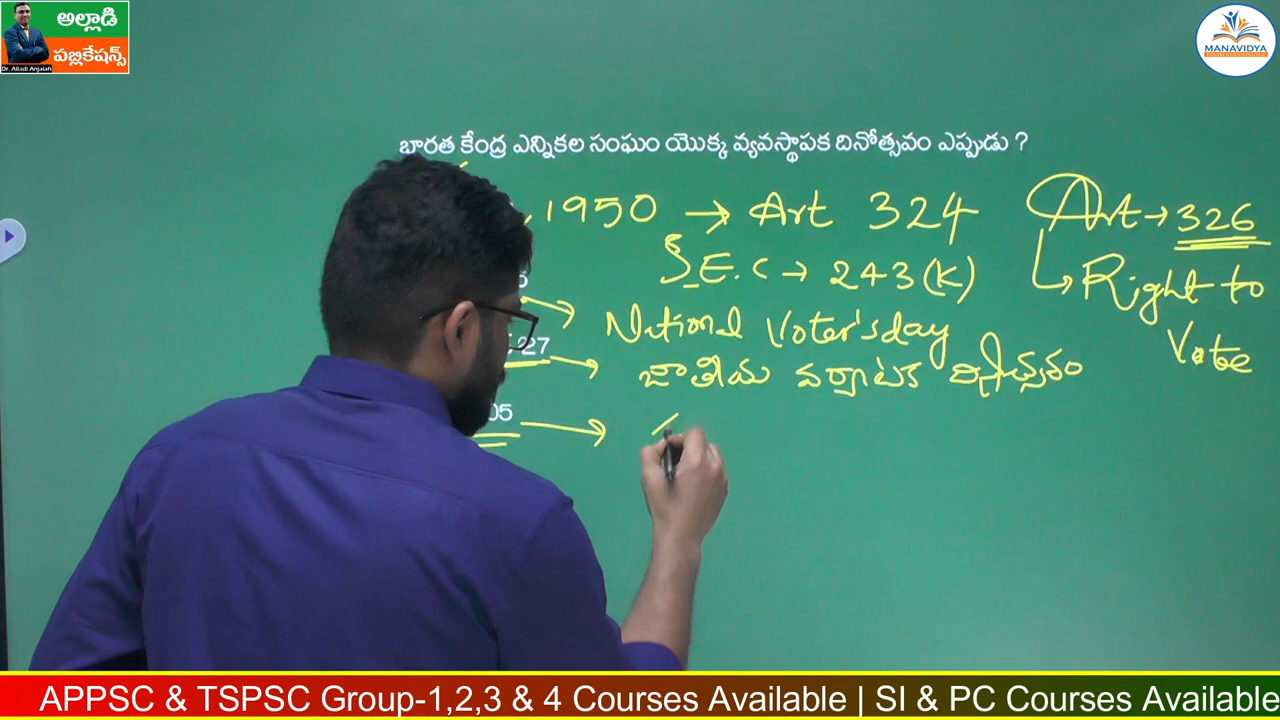 అల్లాడి
పబ్లికేషన్స్
Dr. Alladi Anjaiah
MANAVIDYA
భారత కేంద్ర ఎన్నికల సంఘం యొక్క వ్యవస్థాపక దినోత్సవం ఎప్పుడు ?
, 1950 → Art 324
Art → 326
S.E.C → 243(K)
Right to
Vote
National Voter's day
27
జాతీయ పర్యాటక దినోత్సవం
05
APPSC & TSPSC Group-1,2,3 & 4 Courses Available | SI & PC Courses Available